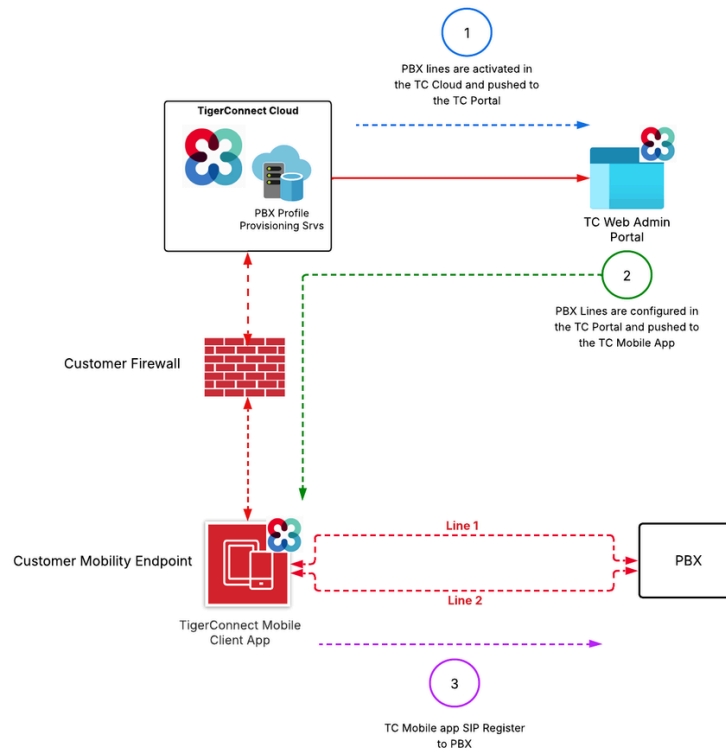 1
PBX lines are activated in
the TC Cloud and pushed to
the TC Portal
TigerConnect Cloud
PBX Profile
Provisioning Srvs
TC Web Admin
Portal
2
PBX Lines are configured in
the TC Portal and pushed to
the TC Mobile App
Customer Firewall
Line 1
Customer Mobility Endpoint
PBX
Line 2
TigerConnect Mobile
Client App
3
TC Mobile app SIP Register
to PBX